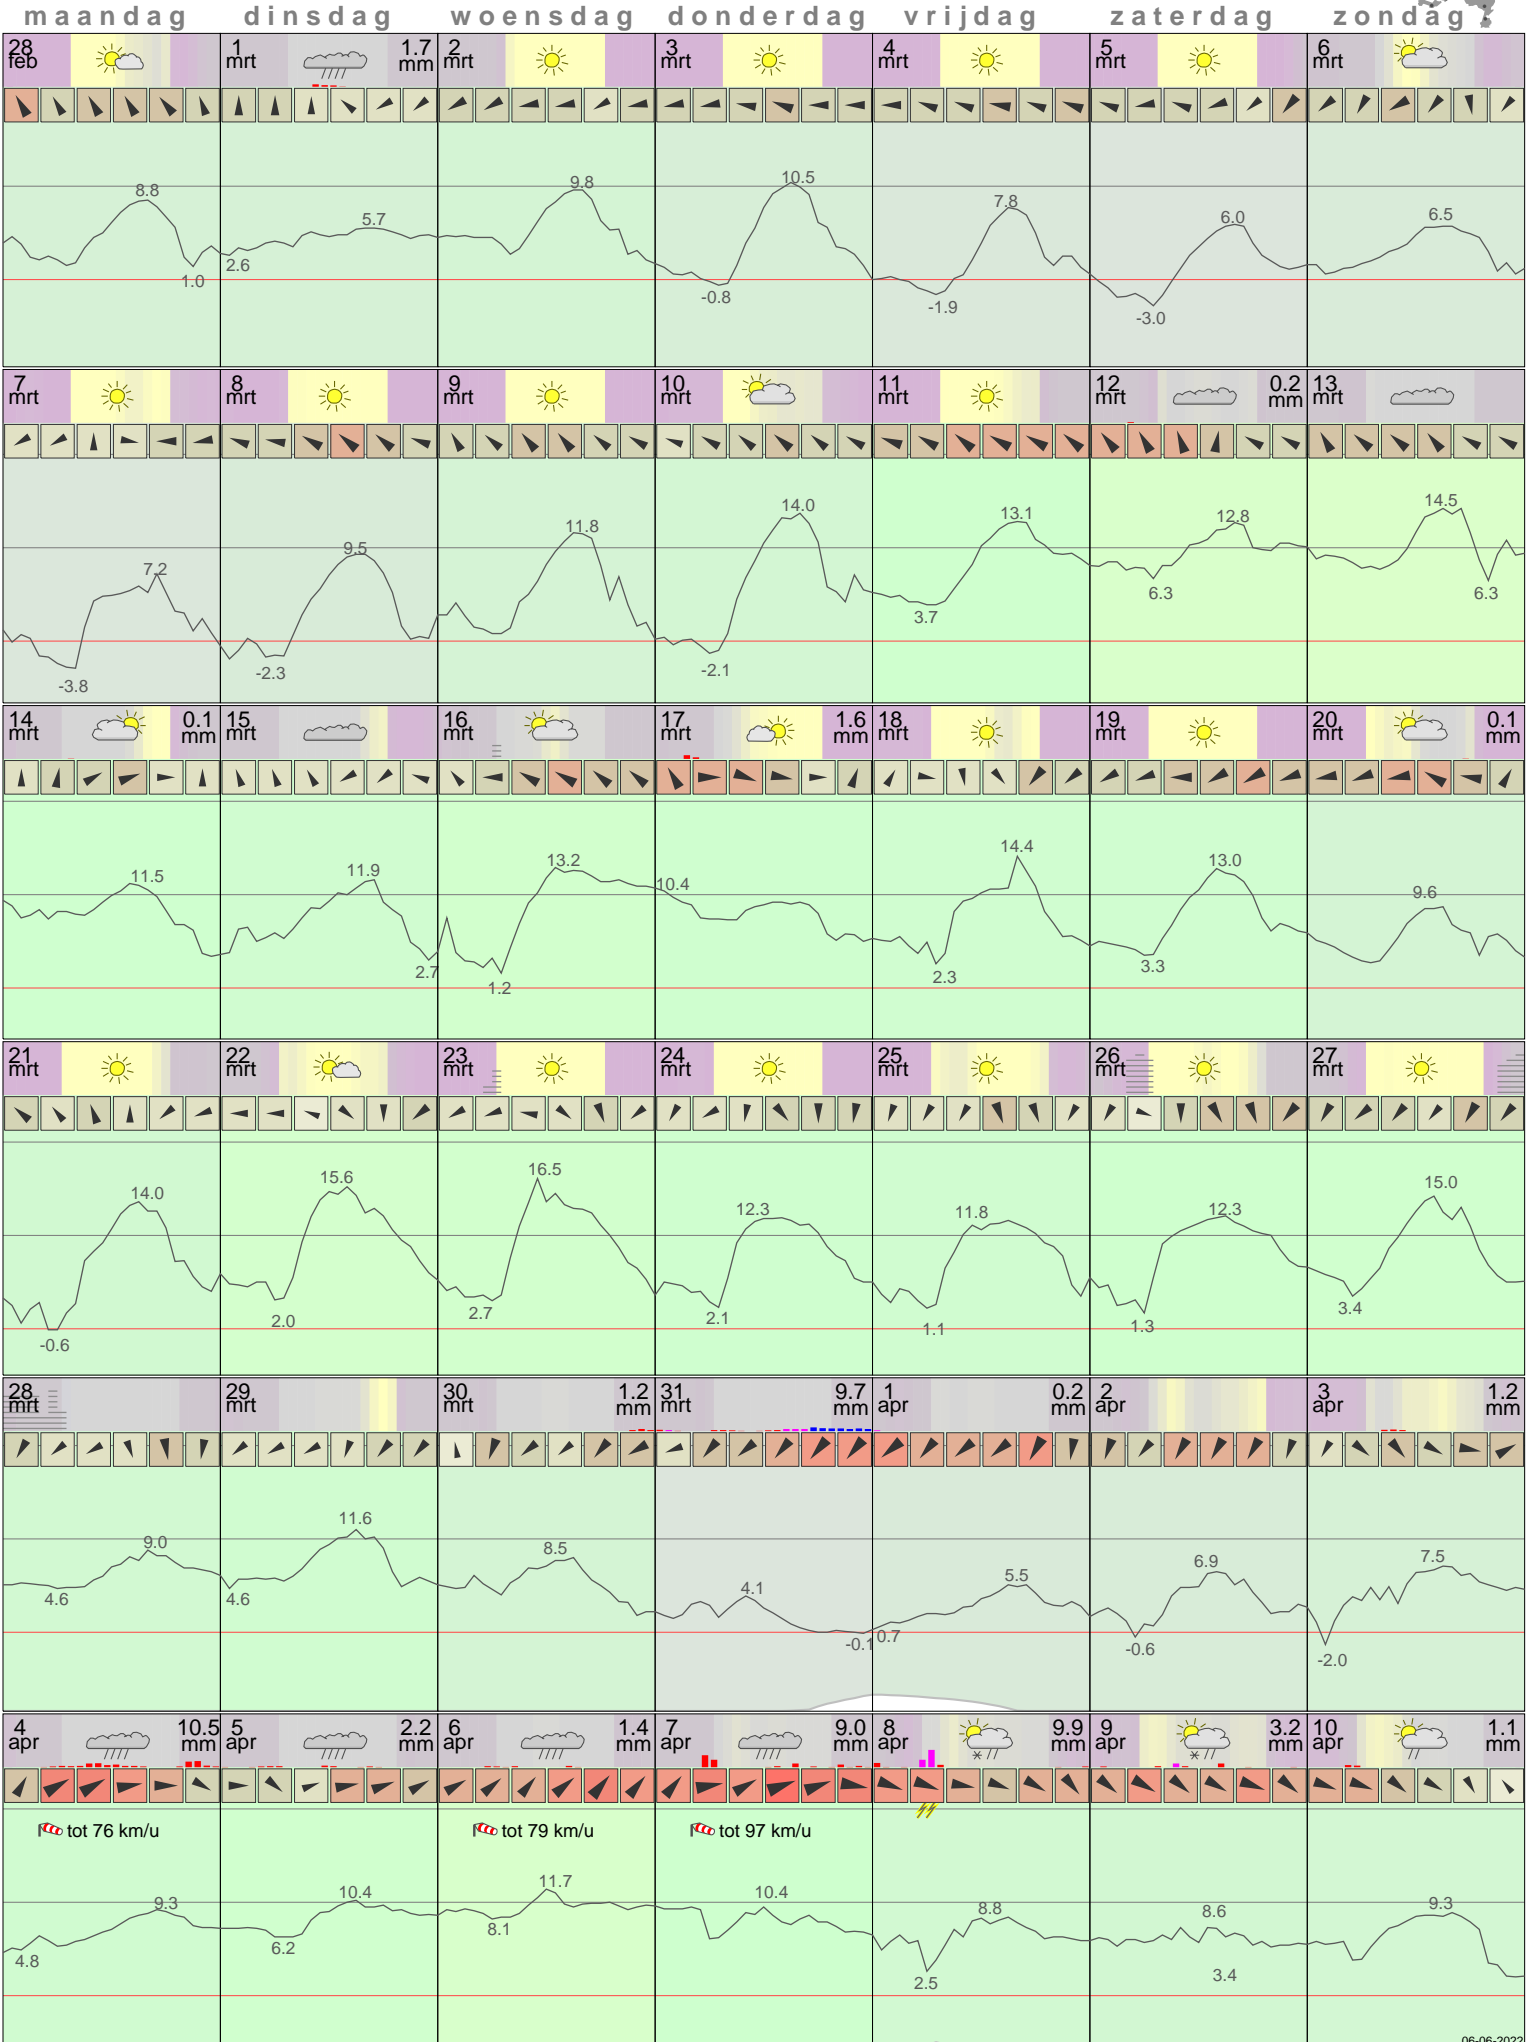 maandag dinsdag woensdag donderdag vrijdag zaterdag zondag
28 feb
1 mrt 1.7 mm
2 mrt
3 mrt
4 mrt
5 mrt
6 mrt
8.8 1.0
2.6 5.7
9.8
-0.8 10.5
-1.9 7.8
-3.0 6.0
6.5
7 mrt
8 mrt
9 mrt
10 mrt
11 mrt
12 mrt 0.2 mm
13 mrt
-3.8 7.2
-2.3 9.5
11.8
-2.1 14.0
3.7 13.1
6.3 12.8
14.5 6.3
14 mrt 0.1 mm
15 mrt
16 mrt
17 mrt 1.6 mm
18 mrt
19 mrt
20 mrt 0.1 mm
11.5
11.9 2.7
1.2 13.2
10.4
2.3 14.4
3.3 13.0
9.6
21 mrt
22 mrt
23 mrt
24 mrt
25 mrt
26 mrt
27 mrt
-0.6 14.0
2.0 15.6
2.7 16.5
2.1 12.3
1.1 11.8
1.3 12.3
3.4 15.0
28 mrt
29 mrt
30 mrt 1.2 mm
31 mrt 9.7 mm
1 apr 0.2 mm
2 apr
3 apr 1.2 mm
4.6 9.0
4.6 11.6
8.5
4.1 -0.1
0.7 5.5
-0.6 6.9
-2.0 7.5
4 apr 10.5 mm
5 apr 2.2 mm
6 apr 1.4 mm
7 apr 9.0 mm
8 apr 9.9 mm
9 apr 3.2 mm
10 apr 1.1 mm
tot 76 km/u
tot 79 km/u
tot 97 km/u
4.8 9.3
6.2 10.4
8.1 11.7
10.4
2.5 8.8
8.6 3.4
9.3
06-06-2022